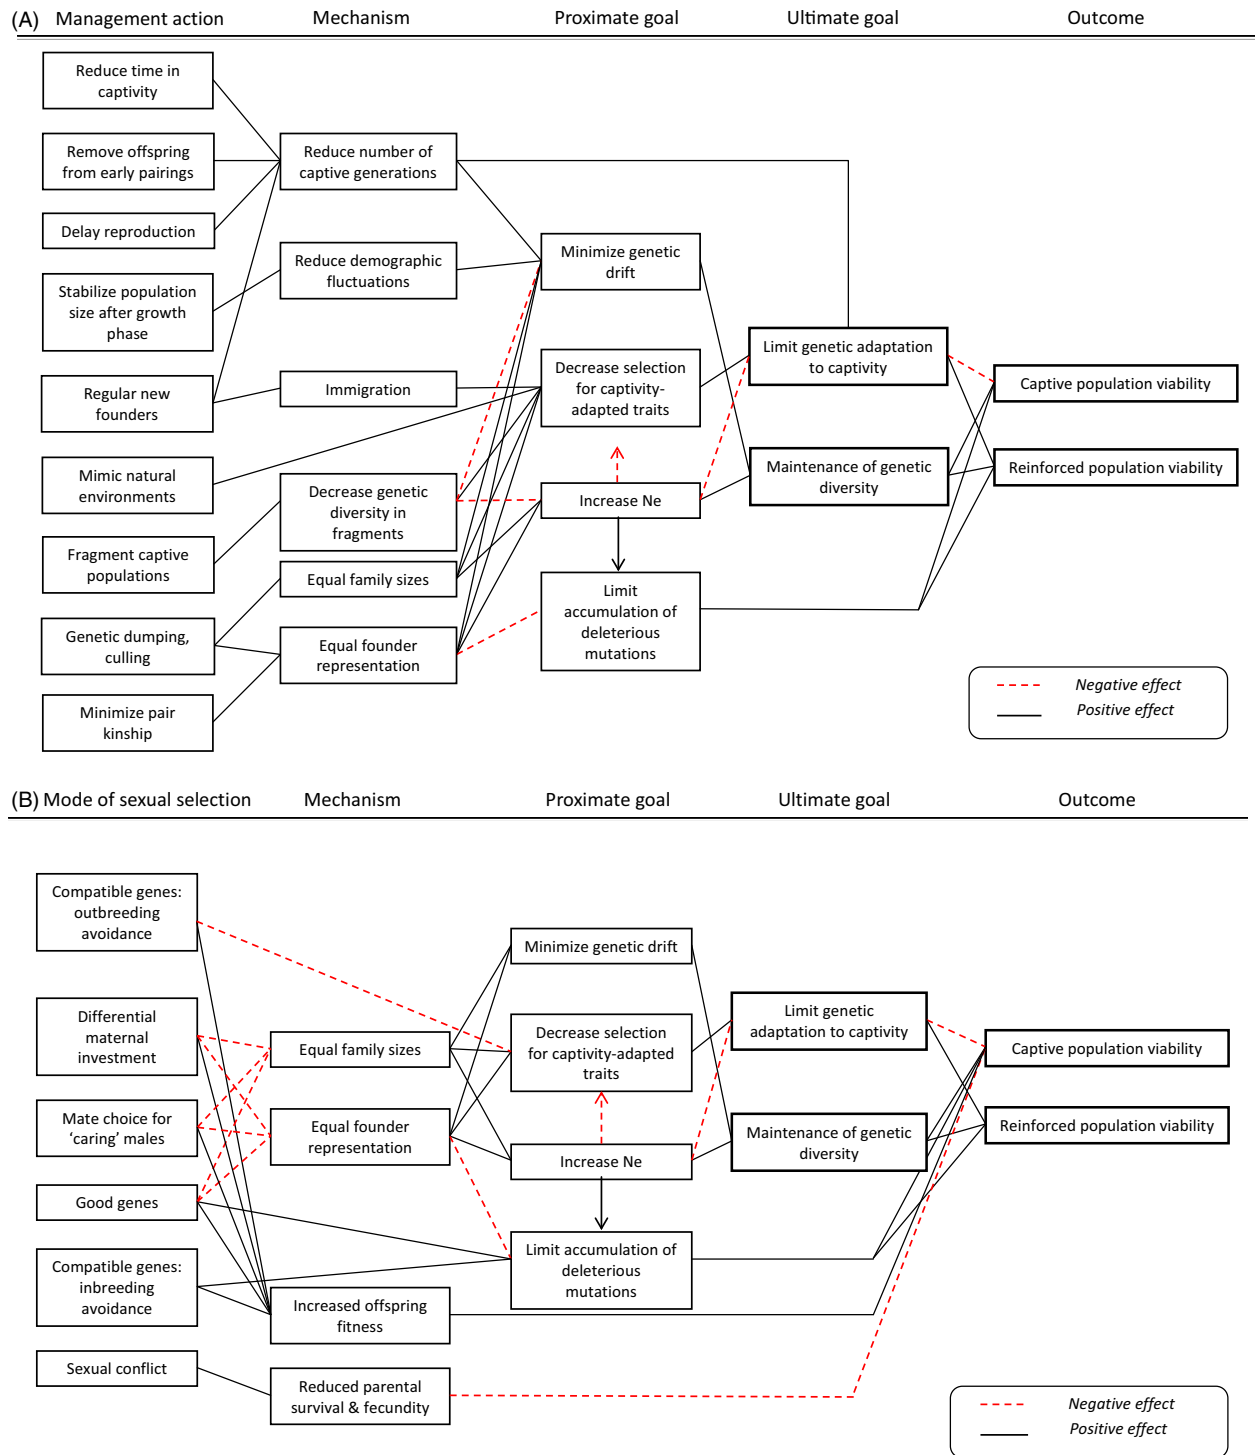 (A) Management action Mechanism Proximate goal Ultimate goal Outcome
Reduce time in
captivity
Remove offspring
from early pairings
Delay reproduction
Stabilize population
size after growth
phase
Regular new
founders
Mimic natural
environments
Fragment captive
populations
Genetic dumping,
culling
Minimize pair
kinship
Reduce number of
captive generations
Reduce demographic
fluctuations
Immigration
Decrease genetic
diversity in
fragments
Equal family sizes
Equal founder
representation
Minimize genetic
drift
Decrease selection
for captivity-
adapted traits
Increase Ne
Limit
accumulation of
deleterious
mutations
Limit genetic adaptation
to captivity
Maintenance of genetic
diversity
Captive population viability
Reinforced population viability
Negative effect
Positive effect
(B) Mode of sexual selection Mechanism Proximate goal Ultimate goal Outcome
Compatible genes:
outbreeding
avoidance
Differential
maternal
investment
Mate choice for
‘caring’ males
Good genes
Compatible genes:
inbreeding
avoidance
Sexual conflict
Equal family sizes
Equal founder
representation
Increased offspring
fitness
Reduced parental
survival & fecundity
Minimize genetic drift
Decrease selection
for captivity-adapted
traits
Increase Ne
Limit accumulation of
deleterious
mutations
Limit genetic
adaptation to captivity
Maintenance of genetic
diversity
Captive population viability
Reinforced population viability
Negative effect
Positive effect